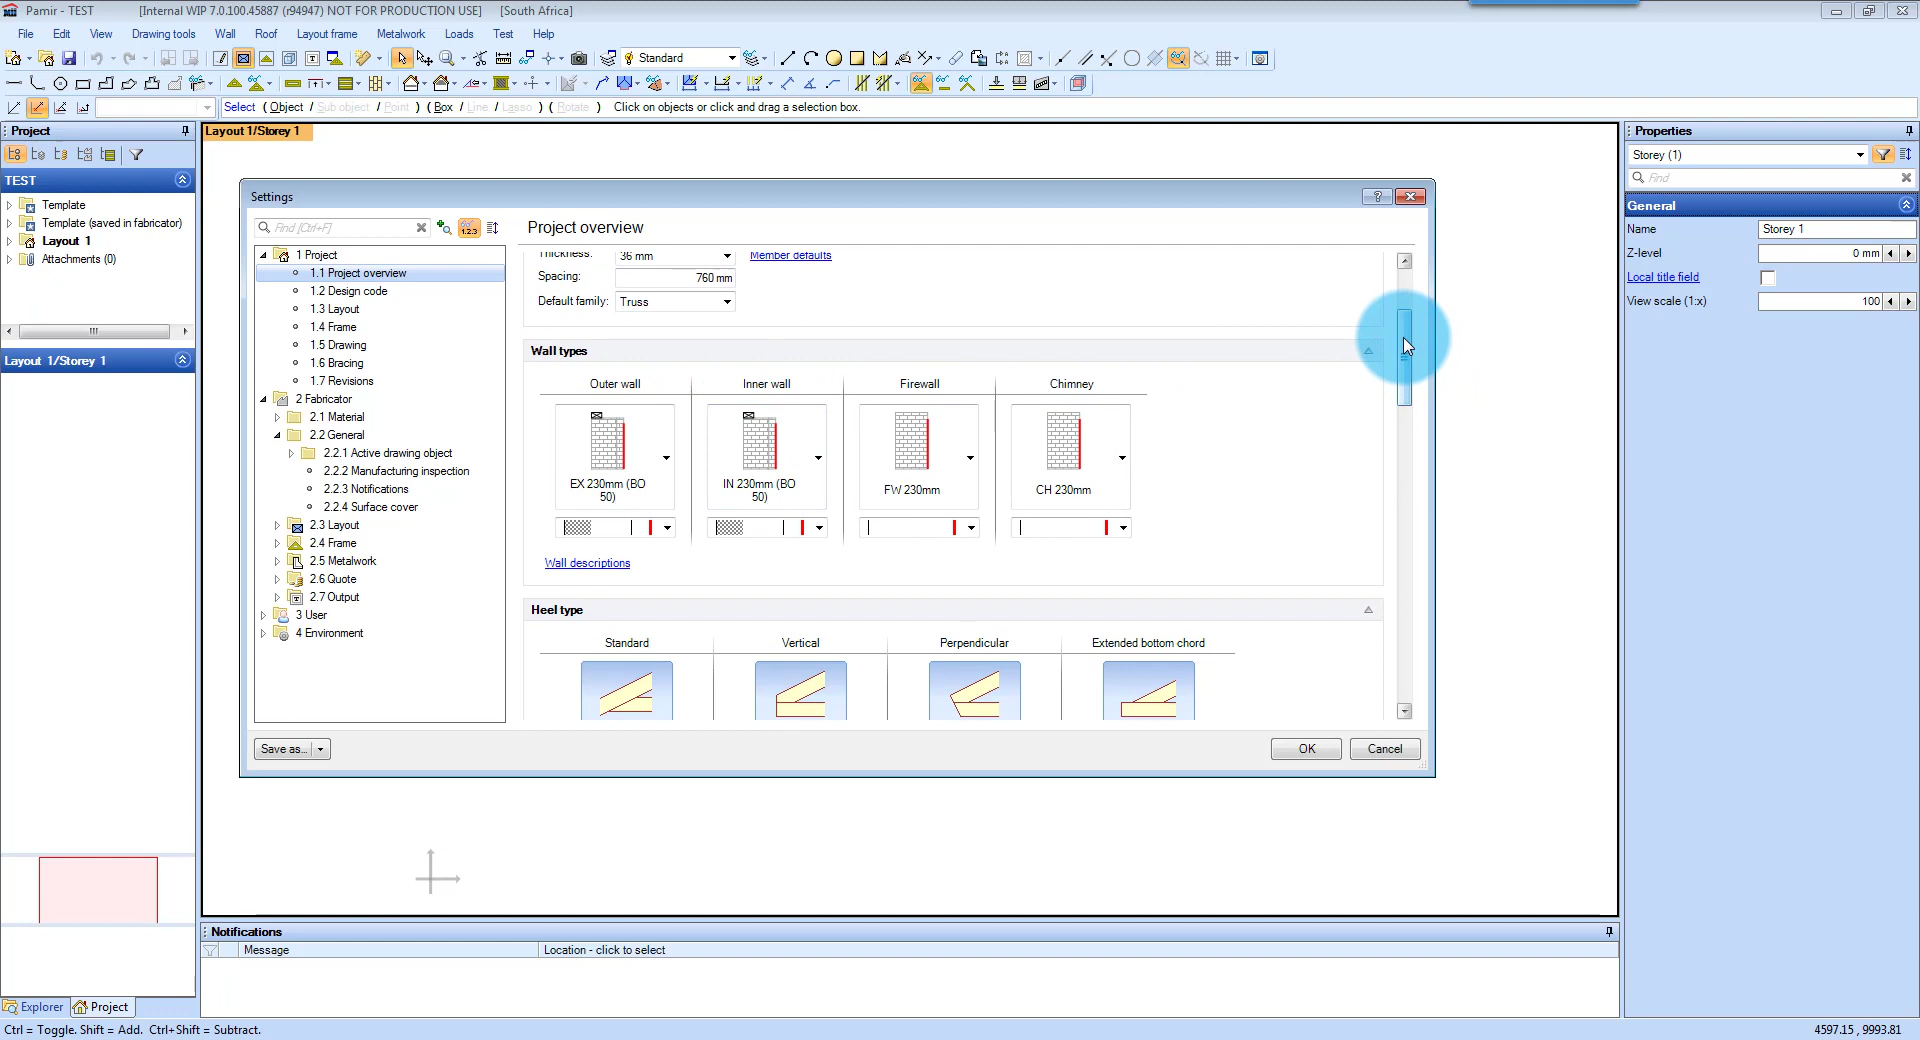 Pamir - TEST [Internal WIP 7.0.100.45887 (r94947) NOT FOR PRODUCTION USE] [South Africa]
File Edit View Drawing tools Wall Roof Layout frame Metalwork Loads Test Help
Standard
Select ( Object / Sub object / Point ) ( Box / Line / Lasso ) ( Rotate ) Click on objects or click and drag a selection box.
Project
TEST
Template
Template (saved in fabricator)
Layout 1
Attachments (0)
Layout 1/Storey 1
Explorer
Project
Layout 1/Storey 1
Settings
Find [Ctrl+F]
1.2.3
1 Project
1.1 Project overview
1.2 Design code
1.3 Layout
1.4 Frame
1.5 Drawing
1.6 Bracing
1.7 Revisions
2 Fabricator
2.1 Material
2.2 General
2.2.1 Active drawing object
2.2.2 Manufacturing inspection
2.2.3 Notifications
2.2.4 Surface cover
2.3 Layout
2.4 Frame
2.5 Metalwork
2.6 Quote
2.7 Output
3 User
4 Environment
Save as...
Project overview
Thickness: 36 mm Member defaults
Spacing: 760 mm
Default family: Truss
Wall types
Outer wall Inner wall Firewall Chimney
EX 230mm (BO 50)
IN 230mm (BO 50)
FW 230mm
CH 230mm
Wall descriptions
Heel type
Standard Vertical Perpendicular Extended bottom chord
OK Cancel
Notifications
Message Location - click to select
Properties
Storey (1)
Find
General
Name Storey 1
Z-level 0 mm
Local title field
View scale (1:x) 100
Ctrl = Toggle. Shift = Add. Ctrl+Shift = Subtract.
4597.15 , 9993.81